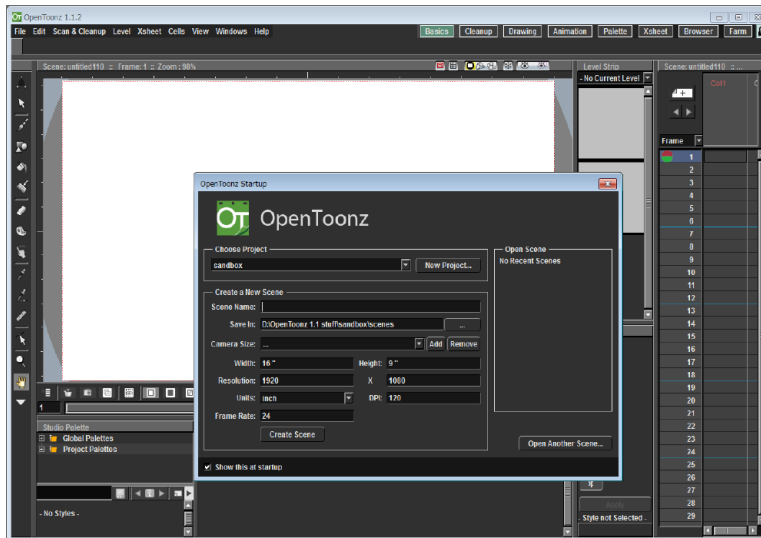 OpenToonz 1.1.2
File Edit Scan & Cleanup Level Xsheet Cells View Windows Help
Basics Cleanup Drawing Animation Palette Xsheet Browser Farm
Scene: untitled110 :: Frame: 1 :: Zoom: 98%
Level Strip
Scene: untitled110 :: ...
- No Current Level
Col1
Frame
1
2
3
4
5
6
7
8
9
10
11
12
13
14
15
16
17
18
19
20
21
22
23
24
25
26
27
28
29
OpenToonz Startup
OT OpenToonz
Choose Project
sandbox
New Project...
Create a New Scene
Scene Name:
Save In: D:\OpenToonz 1.1 stuff\sandbox\scenes ...
Camera Size: ... Add Remove
Width: 16 " Height: 9 "
Resolution: 1920 X 1080
Units: inch DPI: 120
Frame Rate: 24
Create Scene
Open Scene
No Recent Scenes
Open Another Scene...
Show this at startup
1
Studio Palette
Global Palettes
Project Palettes
- No Styles -
Apply
Style not Selected -